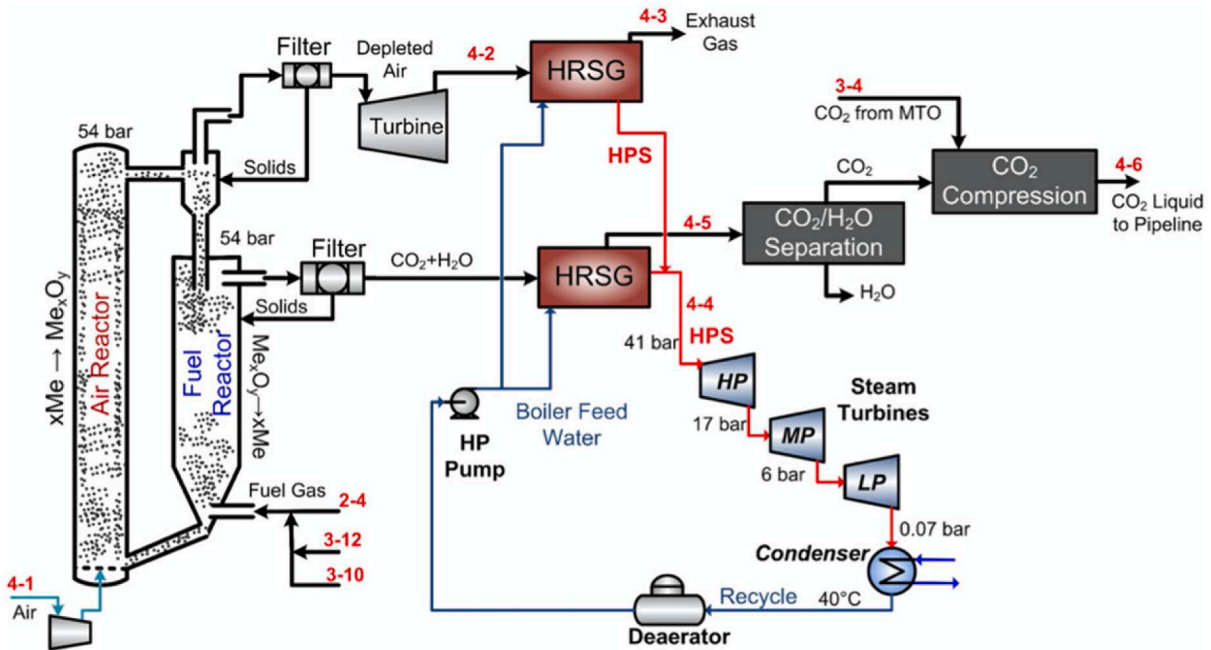 4-3
Exhaust
Gas
Depleted
Air
4-2
Filter
HRSG
54 bar
Turbine
3-4
CO₂ from MTO
Solids
HPS
CO₂
CO₂
Compression
4-6
CO₂ Liquid
to Pipeline
54 bar
Filter
4-5
CO₂/H₂O
Separation
CO₂+H₂O
HRSG
xMe → MeₓOᵧ
Air Reactor
Solids
H₂O
Fuel
Reactor
MeₓOᵧ→xMe
4-4
HPS
41 bar
HP
Steam
Turbines
Boiler Feed
Water
17 bar
MP
HP
Pump
6 bar
LP
Fuel Gas
2-4
0.07 bar
3-12
Condenser
3-10
4-1
Air
Recycle
40°C
Deaerator